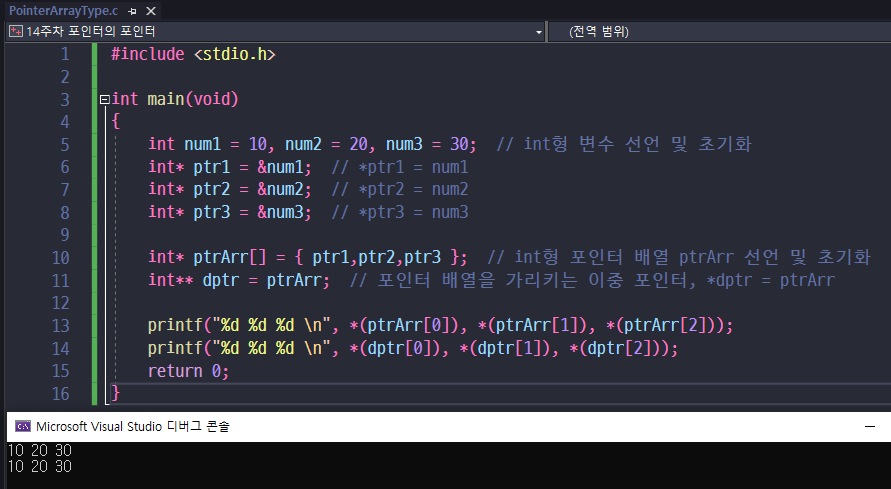 PointerArrayType.c
14주차 포인터의 포인터 (전역 범위)
1 #include <stdio.h>
2
3 int main(void)
4 {
5 int num1 = 10, num2 = 20, num3 = 30; // int형 변수 선언 및 초기화
6 int* ptr1 = &num1; // *ptr1 = num1
7 int* ptr2 = &num2; // *ptr2 = num2
8 int* ptr3 = &num3; // *ptr3 = num3
9
10 int* ptrArr[] = { ptr1,ptr2,ptr3 }; // int형 포인터 배열 ptrArr 선언 및 초기화
11 int** dptr = ptrArr; // 포인터 배열을 가리키는 이중 포인터, *dptr = ptrArr
12
13 printf("%d %d %d \n", *(ptrArr[0]), *(ptrArr[1]), *(ptrArr[2]));
14 printf("%d %d %d \n", *(dptr[0]), *(dptr[1]), *(dptr[2]));
15 return 0;
16 }
Microsoft Visual Studio 디버그 콘솔
10 20 30
10 20 30